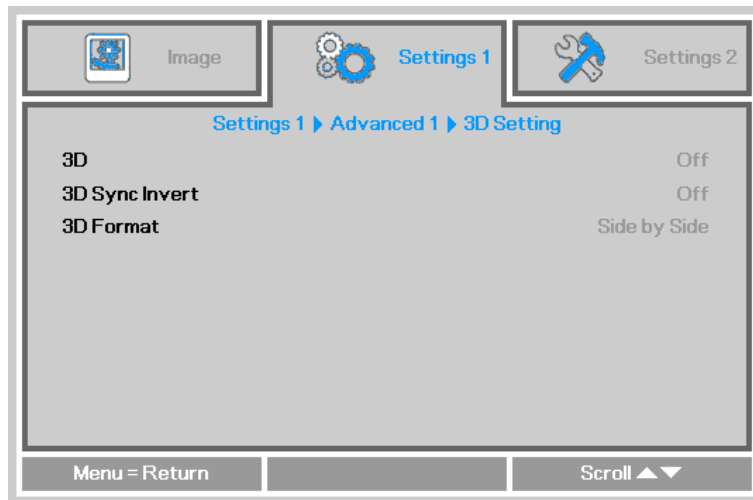 Image Settings 1 Settings 2
Settings 1 ▶ Advanced 1 ▶ 3D Setting
3D Off
3D Sync Invert Off
3D Format Side by Side
Menu = Return Scroll ▲▼